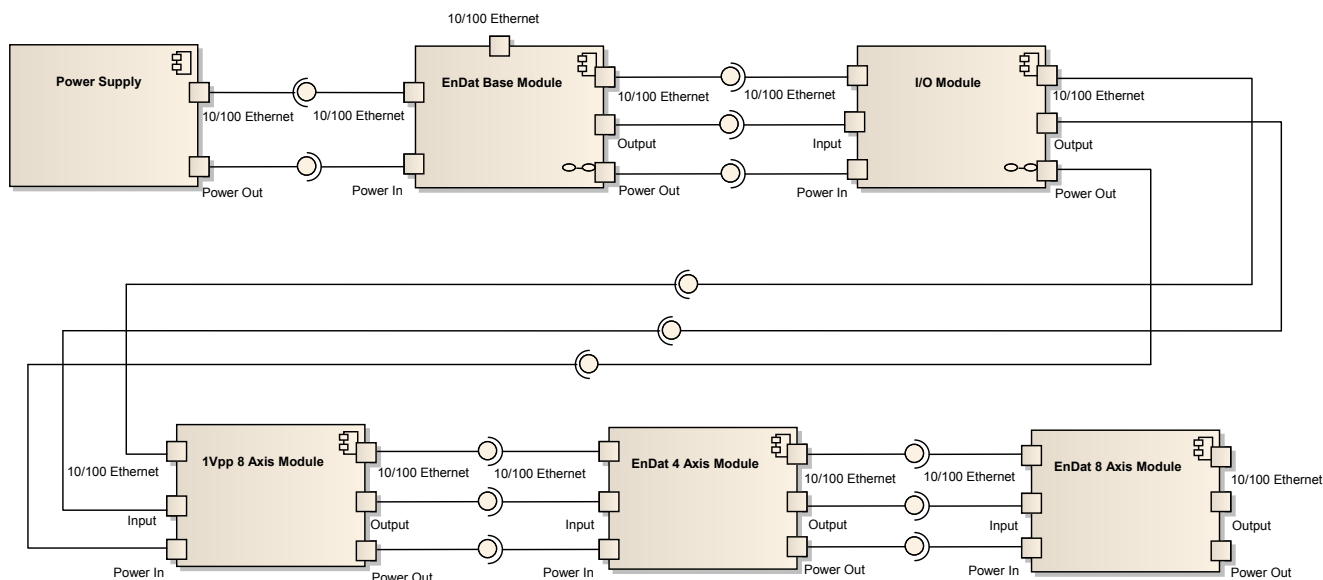 10/100 Ethernet
Power Supply
EnDat Base Module
I/O Module
10/100 Ethernet
10/100 Ethernet
10/100 Ethernet
10/100 Ethernet
10/100 Ethernet
Output
Input
Output
Power Out
Power In
Power Out
Power In
Power Out
1Vpp 8 Axis Module
EnDat 4 Axis Module
EnDat 8 Axis Module
10/100 Ethernet
10/100 Ethernet
10/100 Ethernet
10/100 Ethernet
10/100 Ethernet
10/100 Ethernet
Input
Output
Input
Output
Input
Output
Power In
Power Out
Power In
Power Out
Power In
Power Out